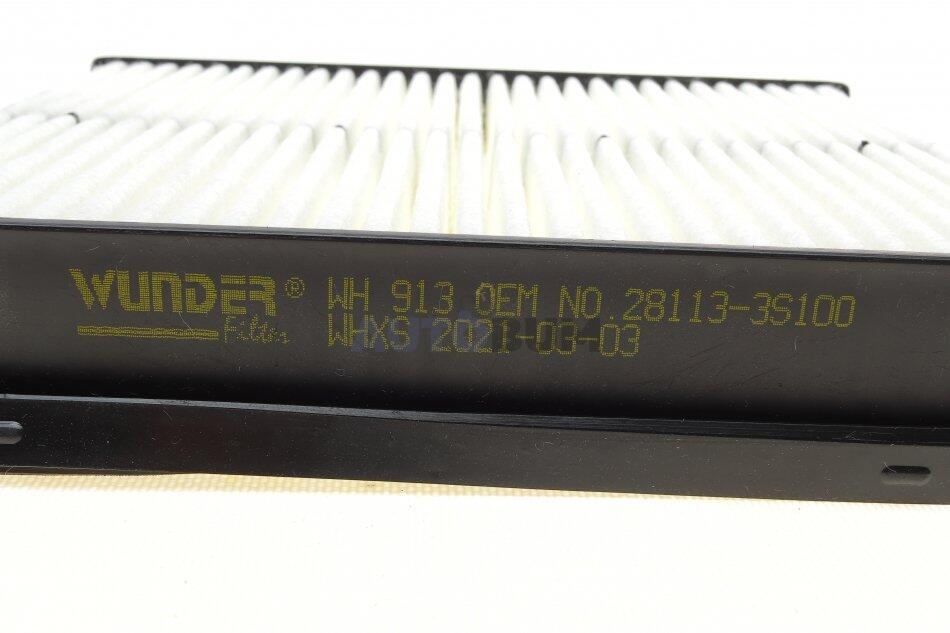 WUNDER® WH 913 OEM NO.28113-3S100
Filter WHXS 2021-03-03